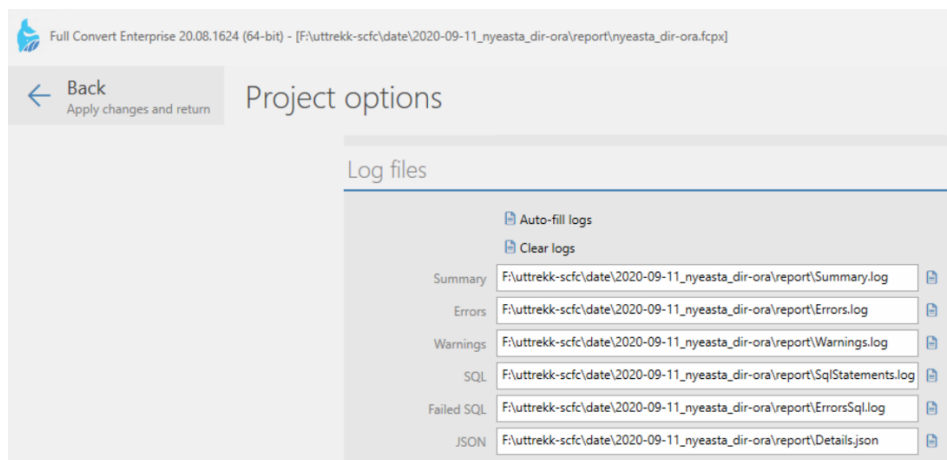 Full Convert Enterprise 20.08.1624 (64-bit) - [F:\uttrekk-scfc\date\2020-09-11_nyeasta_dir-ora\report\nyeasta_dir-ora.fcpx]
Back
Apply changes and return
Project options
Log files
Auto-fill logs
Clear logs
Summary F:\uttrekk-scfc\date\2020-09-11_nyeasta_dir-ora\report\Summary.log
Errors F:\uttrekk-scfc\date\2020-09-11_nyeasta_dir-ora\report\Errors.log
Warnings F:\uttrekk-scfc\date\2020-09-11_nyeasta_dir-ora\report\Warnings.log
SQL F:\uttrekk-scfc\date\2020-09-11_nyeasta_dir-ora\report\SqlStatements.log
Failed SQL F:\uttrekk-scfc\date\2020-09-11_nyeasta_dir-ora\report\ErrorsSql.log
JSON F:\uttrekk-scfc\date\2020-09-11_nyeasta_dir-ora\report\Details.json